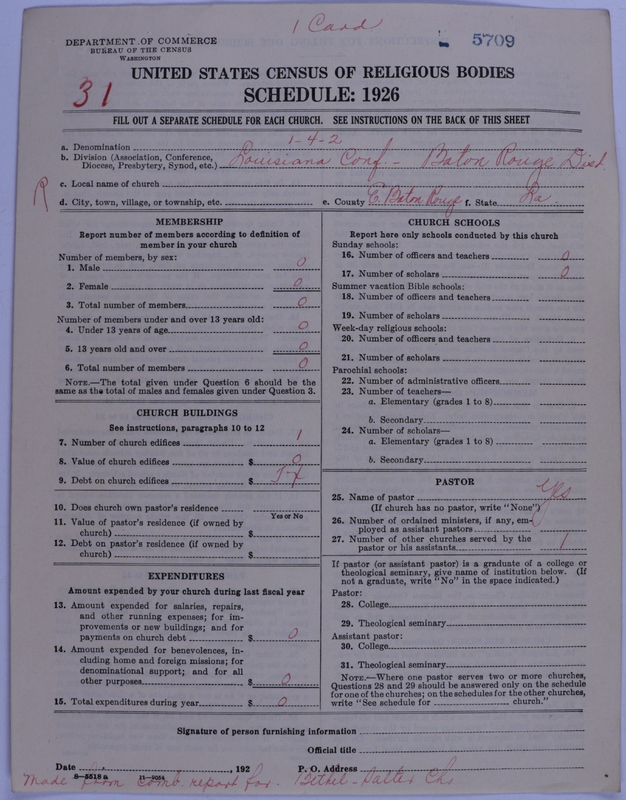 1 Card
5709
DEPARTMENT OF COMMERCE
BUREAU OF THE CENSUS
WASHINGTON
31
UNITED STATES CENSUS OF RELIGIOUS BODIES
SCHEDULE: 1926
FILL OUT A SEPARATE SCHEDULE FOR EACH CHURCH. SEE INSTRUCTIONS ON THE BACK OF THIS SHEET
a. Denomination 1-4-2
b. Division (Association, Conference, Diocese, Presbytery, Synod, etc.) Louisiana Conf - Baton Rouge Dist.
c. Local name of church
R
d. City, town, village, or township, etc. e. County E. Baton Rouge f. State La.
MEMBERSHIP
Report number of members according to definition of
member in your church
Number of members, by sex:
1. Male 0
2. Female 0
3. Total number of members 0
Number of members under and over 13 years old:
4. Under 13 years of age 0
5. 13 years old and over 0
6. Total number of members 0
NOTE.—The total given under Question 6 should be
same as the total of males and females given under Question 3.
CHURCH BUILDINGS
See instructions, paragraphs 10 to 12
7. Number of church edifices 1
8. Value of church edifices $ 0
9. Debt on church edifices $
10. Does church own pastor's residence
Yes or No
11. Value of pastor's residence (if owned by
church) $
12. Debt on pastor's residence (if owned by
church) $
EXPENDITURES
Amount expended by your church during last fiscal year
13. Amount expended for salaries, repairs,
and other running expenses; for im-
provements or new buildings; and for
payments on church debt $ 0
14. Amount expended for benevolences, in-
cluding home and foreign missions; for
denominational support; and for all
other purposes $ 0
15. Total expenditures during year $ 0
CHURCH SCHOOLS
Report here only schools conducted by this church
Sunday schools:
16. Number of officers and teachers 0
17. Number of scholars 0
Summer vacation Bible schools:
18. Number of officers and teachers
19. Number of scholars
Week-day religious schools:
20. Number of officers and teachers
21. Number of scholars
Parochial schools:
22. Number of administrative officers
23. Number of teachers—
a. Elementary (grades 1 to 8)
b. Secondary
24. Number of scholars—
a. Elementary (grades 1 to 8)
b. Secondary
PASTOR
25. Name of pastor Yes
(If church has no pastor, write "None")
26. Number of ordained ministers, if any, em-
ployed as assistant pastors
27. Number of other churches served by the
pastor or his assistants 1
If pastor (or assistant pastor) is a graduate of a college or
theological seminary, give name of institution below. (If
not a graduate, write "No" in the space indicated.)
Pastor:
28. College
29. Theological seminary
Assistant pastor:
30. College
31. Theological seminary
NOTE.—Where one pastor serves two or more churches,
Questions 28 and 29 should be answered only on the schedule
for one of the churches; on the schedules for the other churches,
write "See schedule for church."
Signature of person furnishing information
Official title
Date , 192 P. O. Address
8-5518 a 11-9054
Made from comb. report for Bethel-Salter Chs